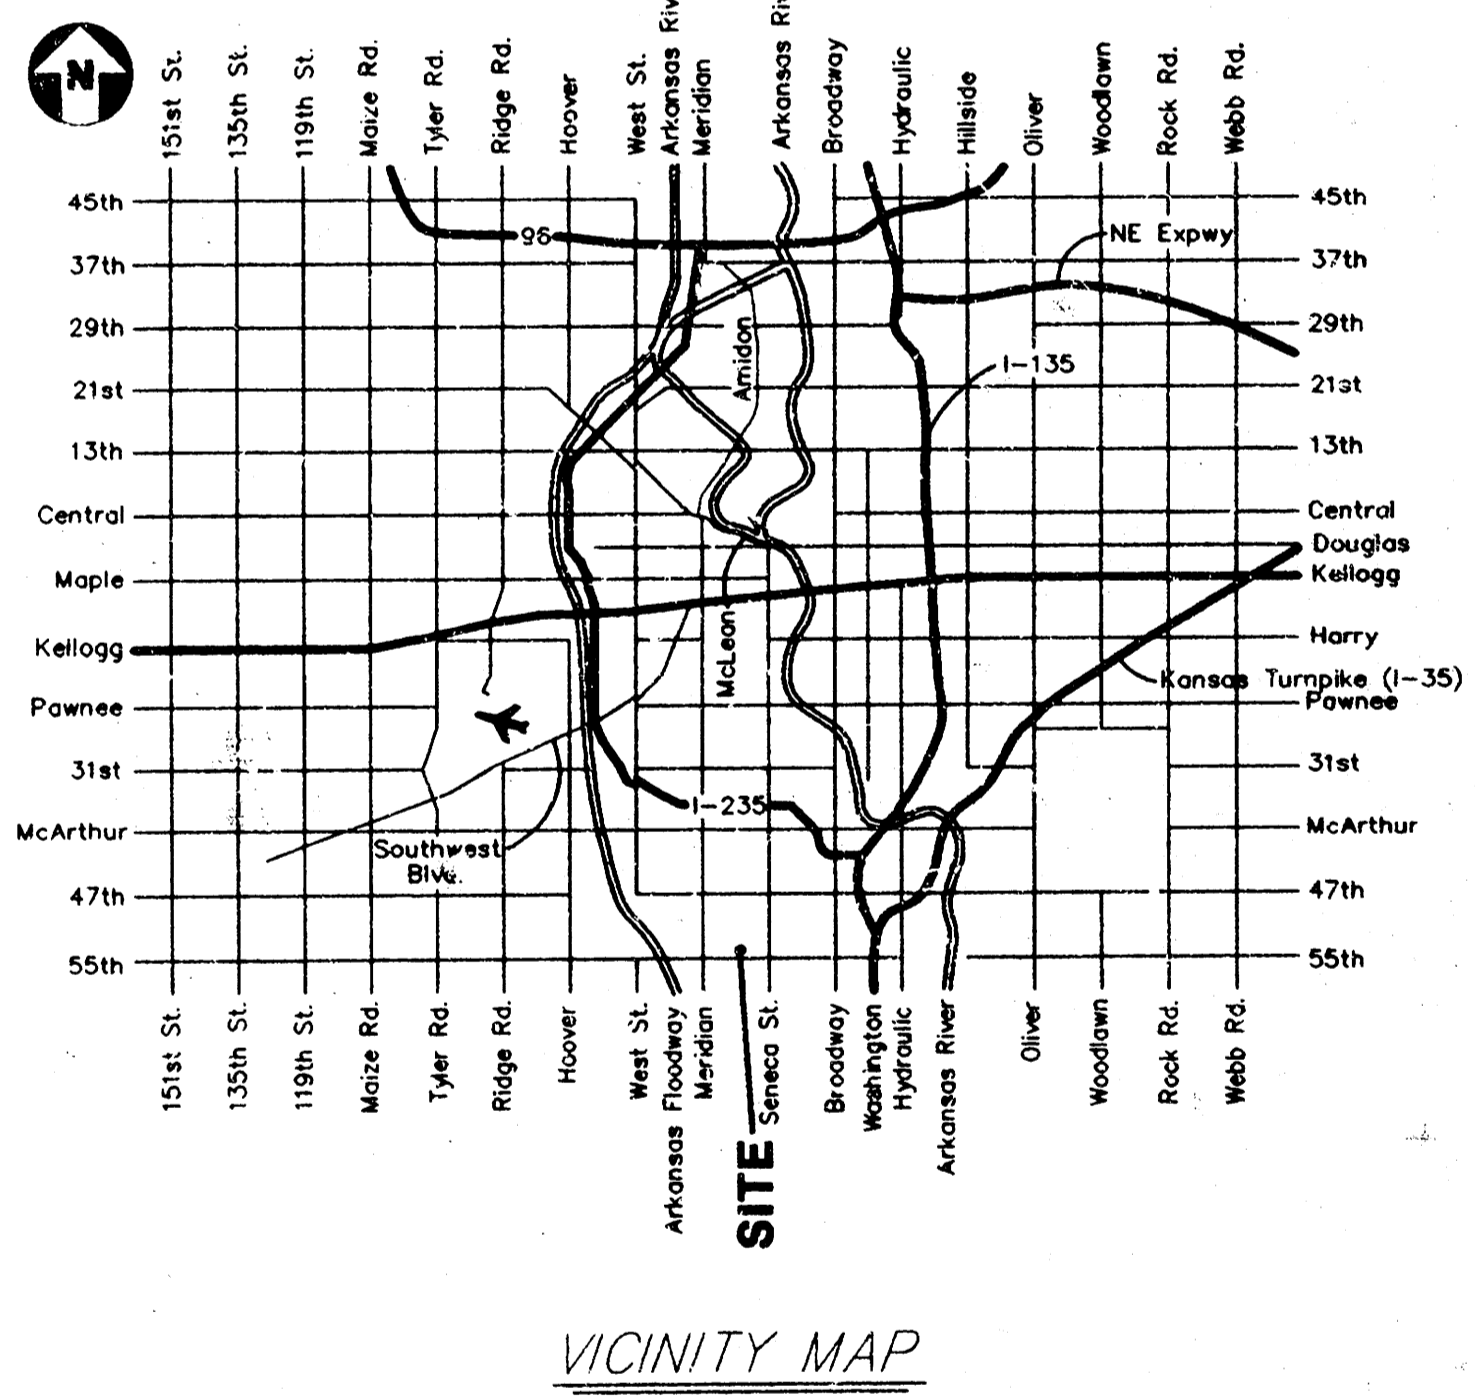 N
151st St.
135th St.
119th St.
Maize Rd.
Tyler Rd.
Ridge Rd.
Hoover
West St.
Arkansas Riv
Meridian
Arkansas Riv
Broadway
Hydraulic
Hillside
Oliver
Woodlawn
Rock Rd.
Webb Rd.
45th
45th
96
NE Expwy
37th
37th
29th
29th
Amidon
I-135
21st
21st
13th
13th
Central
Central
Douglas
Maple
Kellogg
Kellogg
Harry
McLean
Kansas Turnpike (I-35)
Pawnee
Pawnee
31st
31st
I-235
McArthur
McArthur
Southwest
Blvd.
47th
47th
55th
55th
151st St.
135th St.
119th St.
Maize Rd.
Tyler Rd.
Ridge Rd.
Hoover
West St.
Arkansas Floodway
Meridian
SITE
Seneca St.
Broadway
Washington
Hydraulic
Arkansas River
Oliver
Woodlawn
Rock Rd.
Webb Rd.
VICINITY MAP